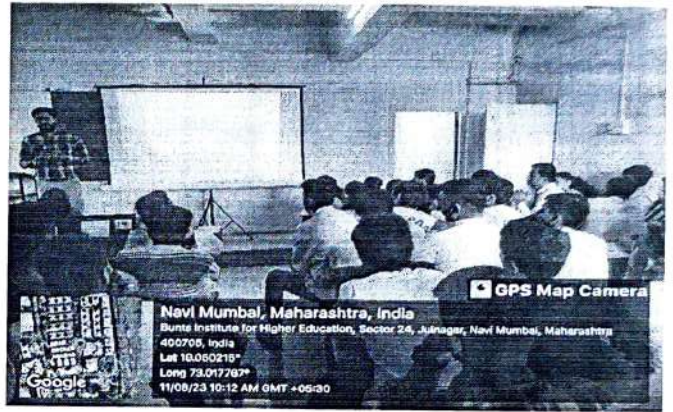 GPS Map Camera
Navi Mumbai, Maharashtra, India
Bunts Institute for Higher Education, Sector 24, Juinagar, Navi Mumbai, Maharashtra
400705, India
Lat 19.050215°
Long 73.017767°
11/08/23 10:12 AM GMT +05:30
Google